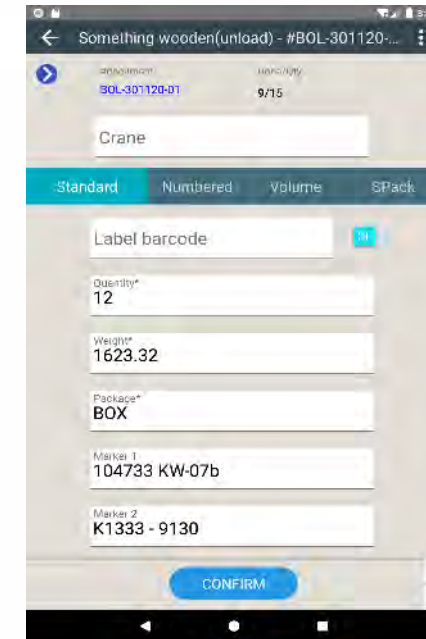 Something wooden(unload) - #BOL-301120-...
BOL-301120-01
9/15
Crane
Standard Numbered Volume SPack
Label barcode
Quantity*
12
Weight*
1623.32
Package*
BOX
Marker 1
104733 KW-07b
Marker 2
K1333 - 9130
CONFIRM